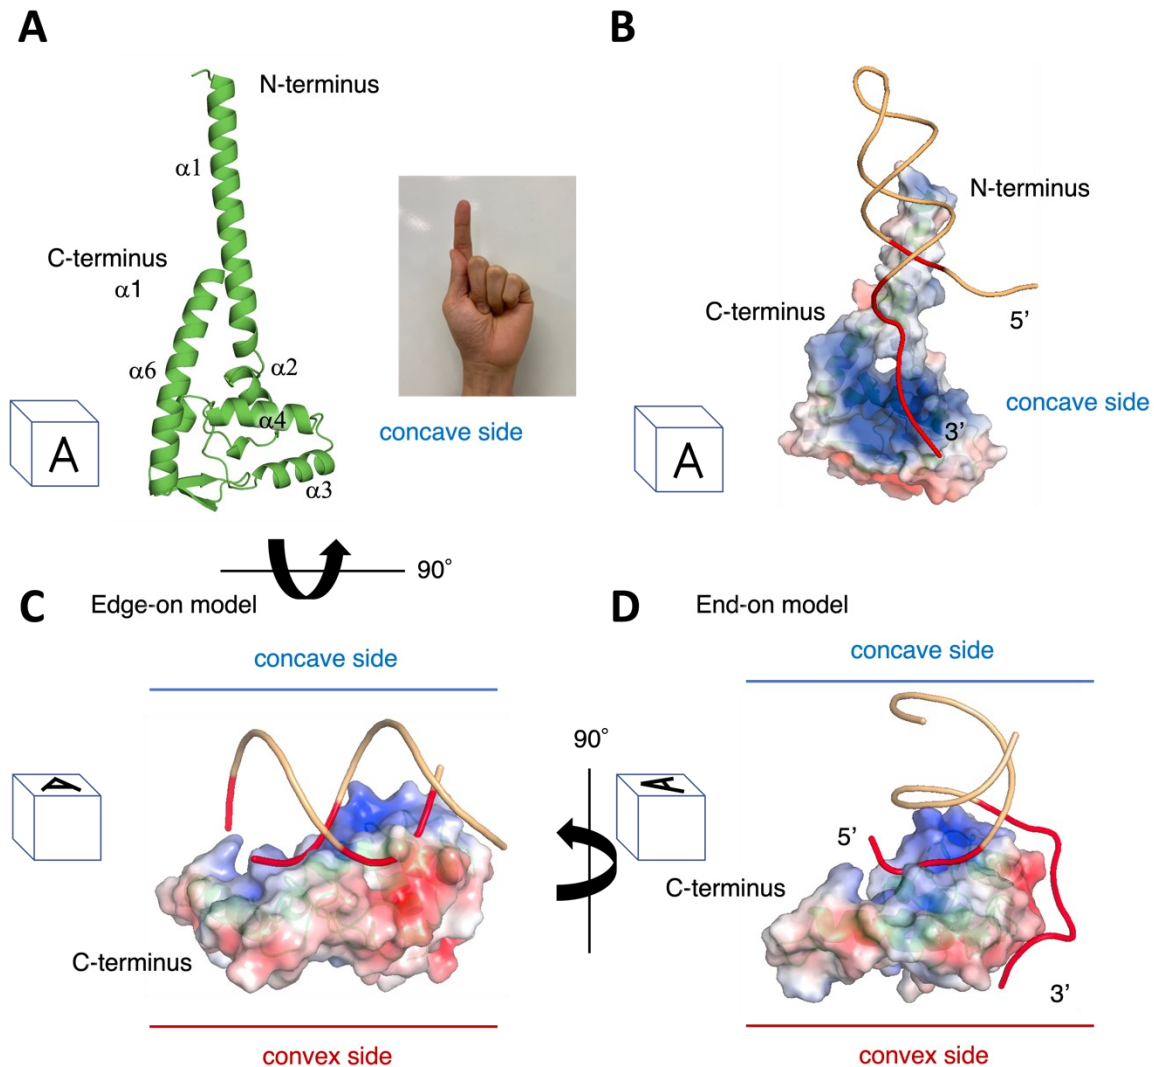 A
N-terminus
α1
C-terminus
α1
α6
α2
α4
α3
A
concave side
90°
B
N-terminus
C-terminus
5’
concave side
3’
A
C
Edge-on model
concave side
A
C-terminus
convex side
90°
D
End-on model
concave side
A
5’
C-terminus
3’
convex side